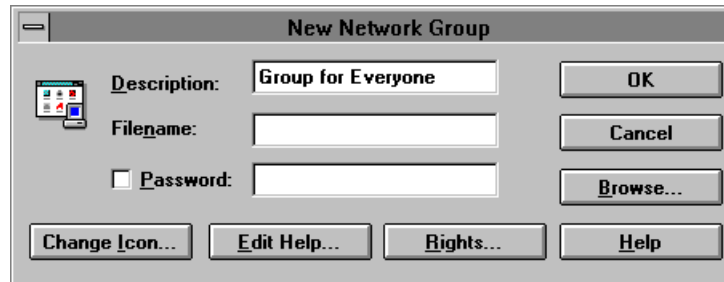 New Network Group
Description: Group for Everyone
OK
Filename:
Cancel
Password:
Browse...
Change Icon... Edit Help... Rights... Help